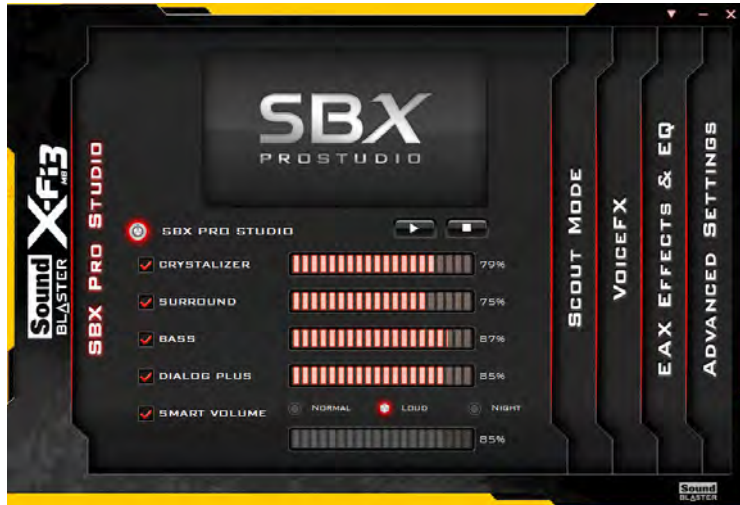 Sound
BLASTER
X-Fi3
MB
SBX PRO STUDIO
SBX
PROSTUDIO
SBX PRO STUDIO
CRYSTALIZER 79%
SURROUND 75%
BASS 87%
DIALOG PLUS 85%
SMART VOLUME NORMAL LOUD NIGHT
85%
SCOUT MODE
VOICEFX
EAX EFFECTS & EQ
ADVANCED SETTINGS
Sound
BLASTER